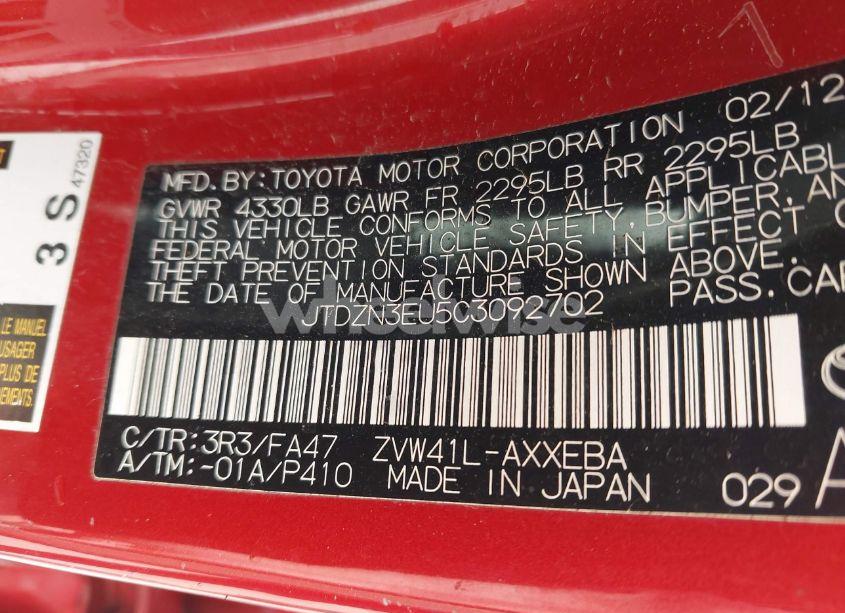 MFD.BY:TOYOTA MOTOR CORPORATION 02/12
GVWR 4330LB GAWR FR 2295LB RR 2295LB
THIS VEHICLE CONFORMS TO ALL APPLICABL
FEDERAL MOTOR VEHICLE SAFETY,BUMPER, AN
THEFT PREVENTION STANDARDS IN EFFECT O
THE DATE OF MANUFACTURE SHOWN ABOVE.
JTDZN3EU5C3092702 PASS.CAR
C/TR:3R3/FA47 ZVW41L-AXXEBA
A/TM:-01A/P410 MADE IN JAPAN 029
3 S
47320
LE MANUEL
USAGER
PLUS DE
NEMENTS.
wheelwise